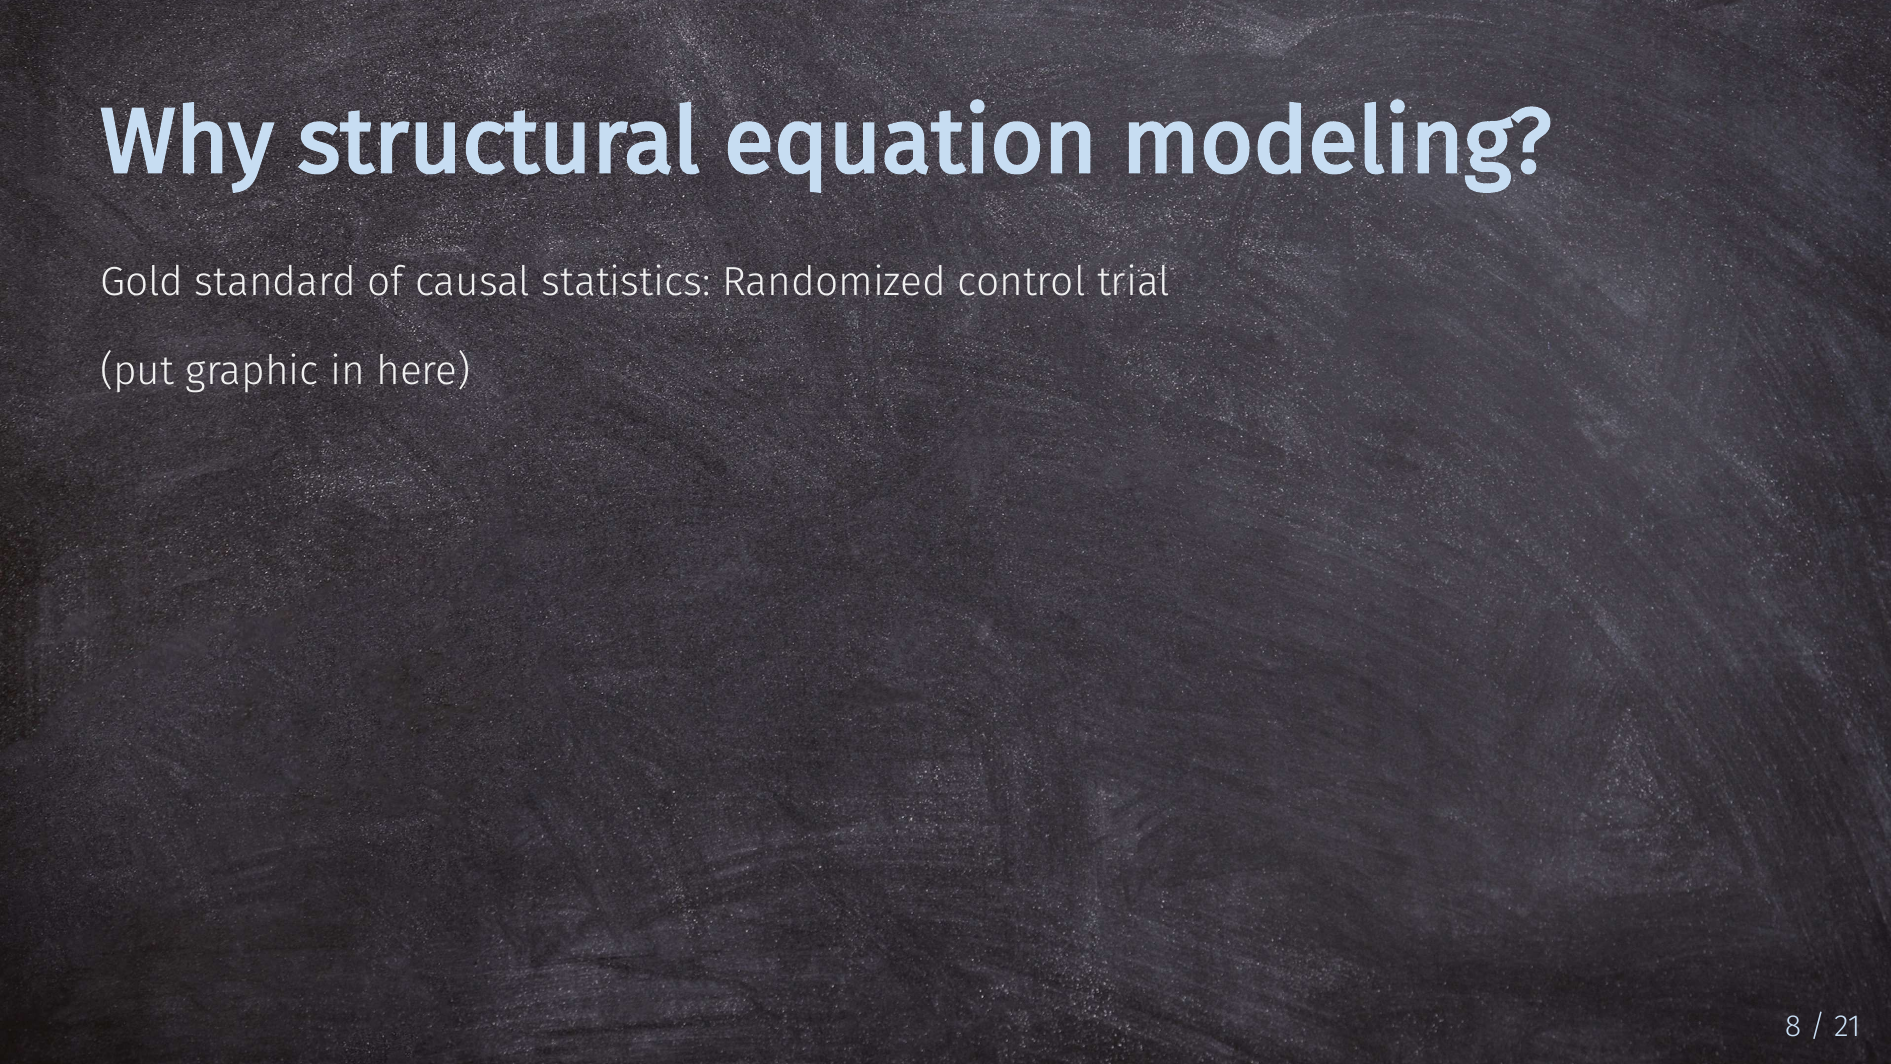 Why structural equation modeling?
Gold standard of causal statistics: Randomized control trial
(put graphic in here)
8 / 21